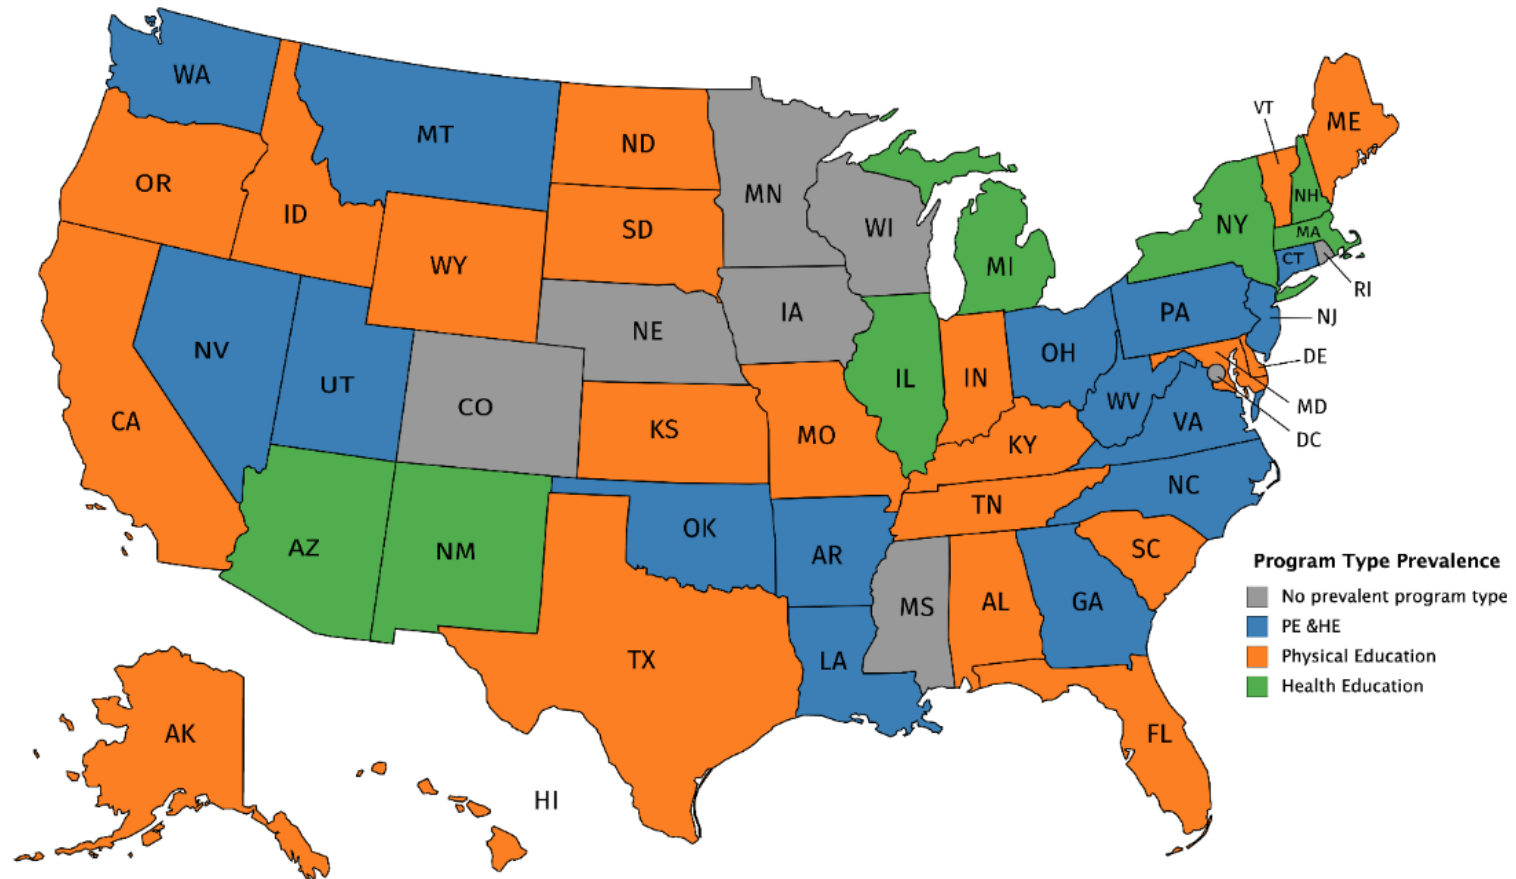 WA
MT
ND
MN
VT
ME
OR
ID
SD
WI
NY
NH
MA
WY
MI
CT
RI
NV
UT
NE
IA
PA
NJ
OH
DE
CA
CO
IL
IN
WV
MD
KS
MO
KY
VA
DC
AZ
NM
OK
TN
NC
AR
SC
MS
AL
GA
TX
LA
Program Type Prevalence
No prevalent program type
PE &HE
Physical Education
Health Education
AK
FL
HI